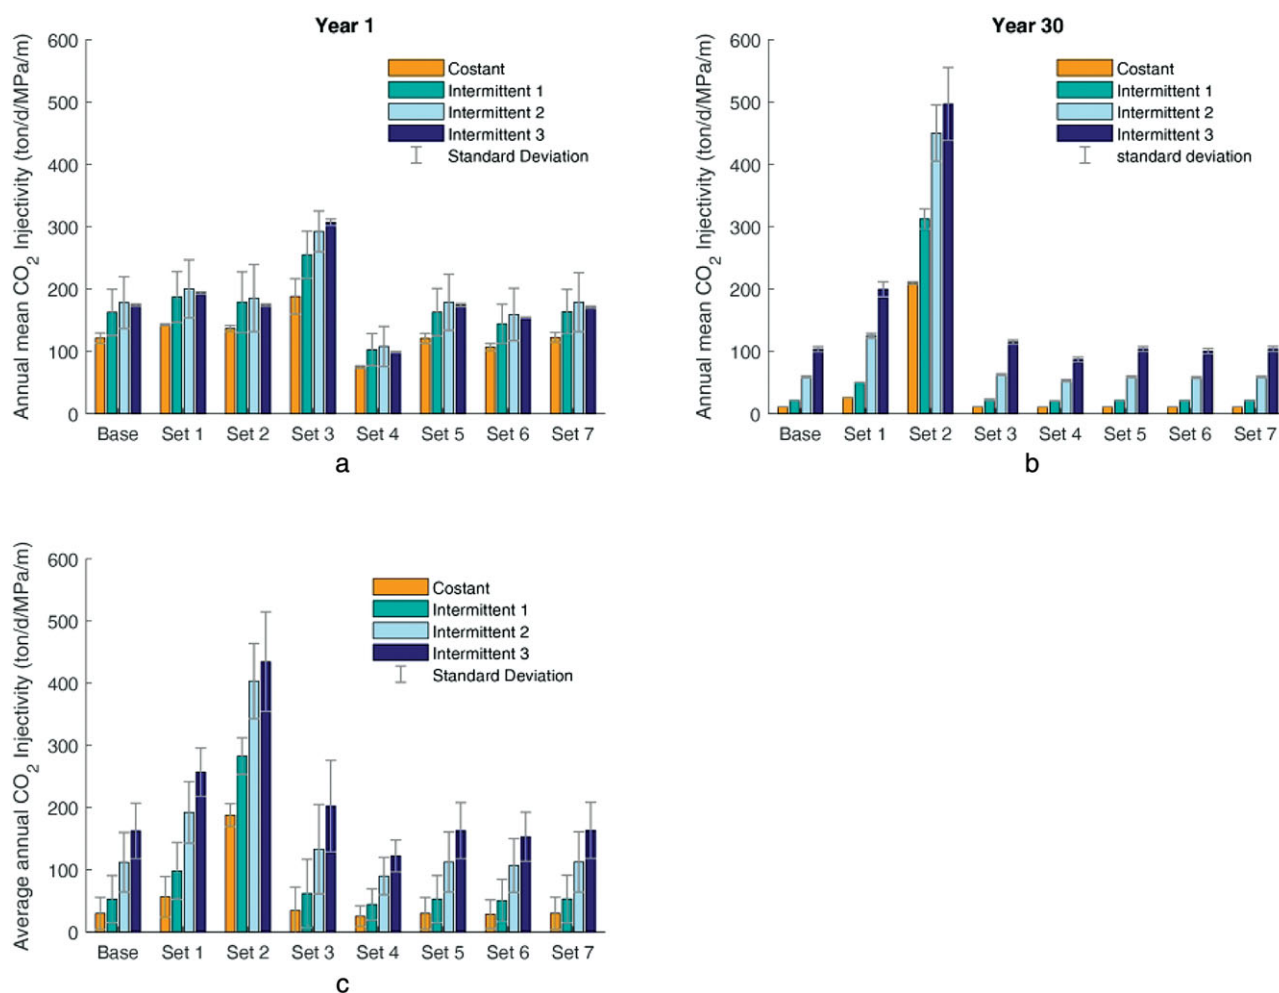 Year 1
Annual mean CO2 Injectivity (ton/d/MPa/m)
600
500
400
300
200
100
0
Costant
Intermittent 1
Intermittent 2
Intermittent 3
Standard Deviation
Base Set 1 Set 2 Set 3 Set 4 Set 5 Set 6 Set 7
a
Year 30
Annual mean CO2 Injectivity (ton/d/MPa/m)
600
500
400
300
200
100
0
Costant
Intermittent 1
Intermittent 2
Intermittent 3
standard deviation
Base Set 1 Set 2 Set 3 Set 4 Set 5 Set 6 Set 7
b
Average annual CO2 Injectivity (ton/d/MPa/m)
600
500
400
300
200
100
0
Costant
Intermittent 1
Intermittent 2
Intermittent 3
Standard Deviation
Base Set 1 Set 2 Set 3 Set 4 Set 5 Set 6 Set 7
c